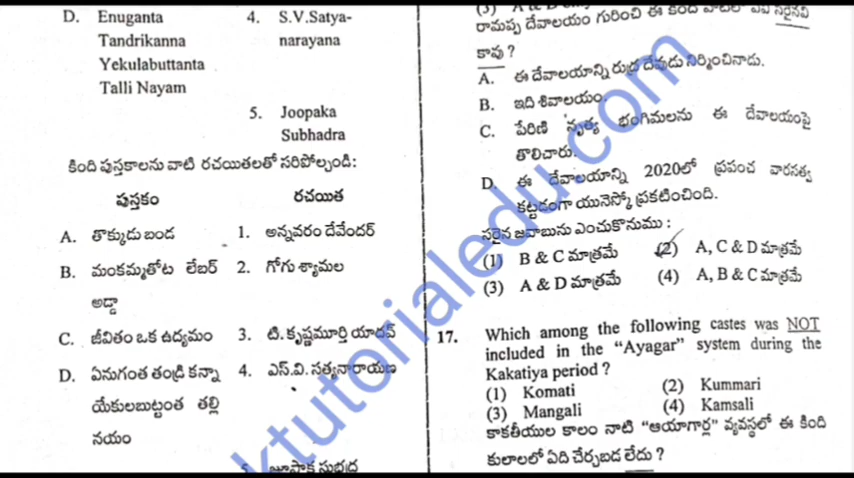 D. Enuganta 4. S.V.Satya-
Tandrikanna narayana
Yekulabuttanta
Talli Nayam
5. Joopaka
Subhadra
కింది పుస్తకాలను వాటి రచయితలతో సరిపోల్చండి:
పుస్తకం రచయిత
A. తొక్కుడు బండ 1. అన్నవరం దేవేందర్
B. మంకమ్మతోట లేబర్ 2. గోగు శ్యామల
అడ్డా
C. జీవితం ఒక ఉద్యమం 3. టి. కృష్ణమూర్తి యాదవ్
D. ఏనుగంత తండ్రి కన్నా 4. ఎస్.వి. సత్యనారాయణ
యేకులబుట్టంత తల్లి
నయం
5. జూపాక సుభద్ర
(3)
రామప్ప దేవాలయం గురించి ఈ కింది వాటిలో ఏవి సరైనవి
కావు ?
A. ఈ దేవాలయాన్ని రుద్ర దేవుడు నిర్మించినాడు.
B. ఇది శివాలయం.
C. పేరిణి నృత్య భంగిమలను ఈ దేవాలయంపై
తొలిచారు.
D. ఈ దేవాలయాన్ని 2020లో ప్రపంచ వారసత్వ
కట్టడంగా యునెస్కో ప్రకటించింది.
సరైన జవాబును ఎంచుకొనుము :
(1) B & C మాత్రమే (2) A, C & D మాత్రమే
(3) A & D మాత్రమే (4) A, B & C మాత్రమే
17. Which among the following castes was NOT
included in the “Ayagar” system during the
Kakatiya period ?
(1) Komati (2) Kummari
(3) Mangali (4) Kamsali
కాకతీయుల కాలం నాటి “ఆయాగార్ల” వ్యవస్థలో ఈ కింది
కులాలలో ఏది చేర్చబడ లేదు ?
ktutorialedu.com